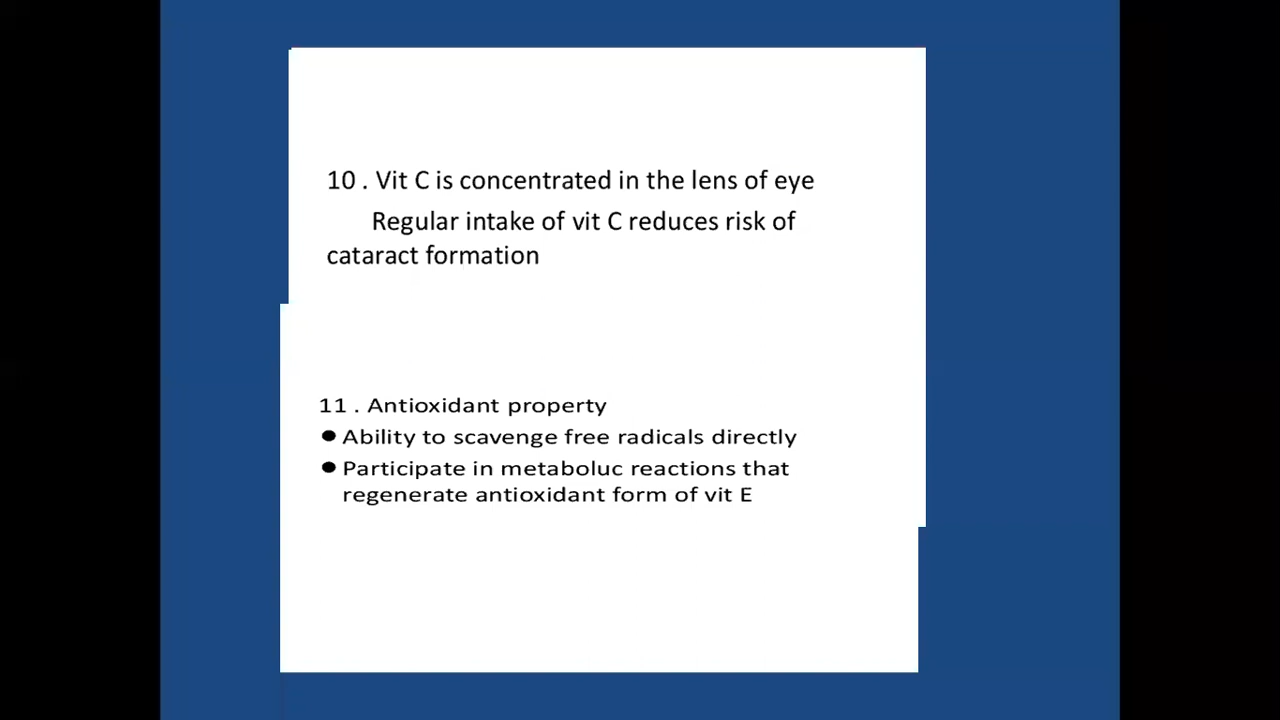 10 . Vit C is concentrated in the lens of eye
Regular intake of vit C reduces risk of
cataract formation
11 . Antioxidant property
● Ability to scavenge free radicals directly
● Participate in metaboluc reactions that
regenerate antioxidant form of vit E